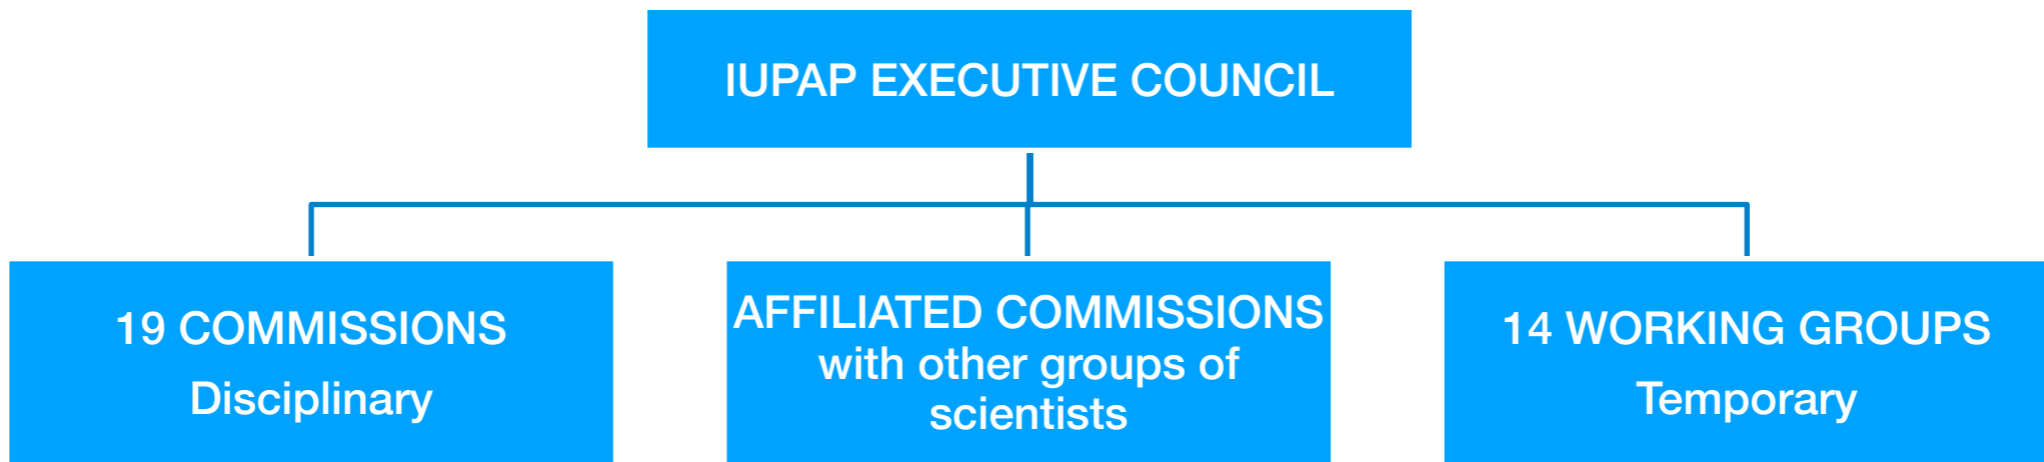 IUPAP EXECUTIVE COUNCIL
19 COMMISSIONS
Disciplinary
AFFILIATED COMMISSIONS
with other groups of
scientists
14 WORKING GROUPS
Temporary